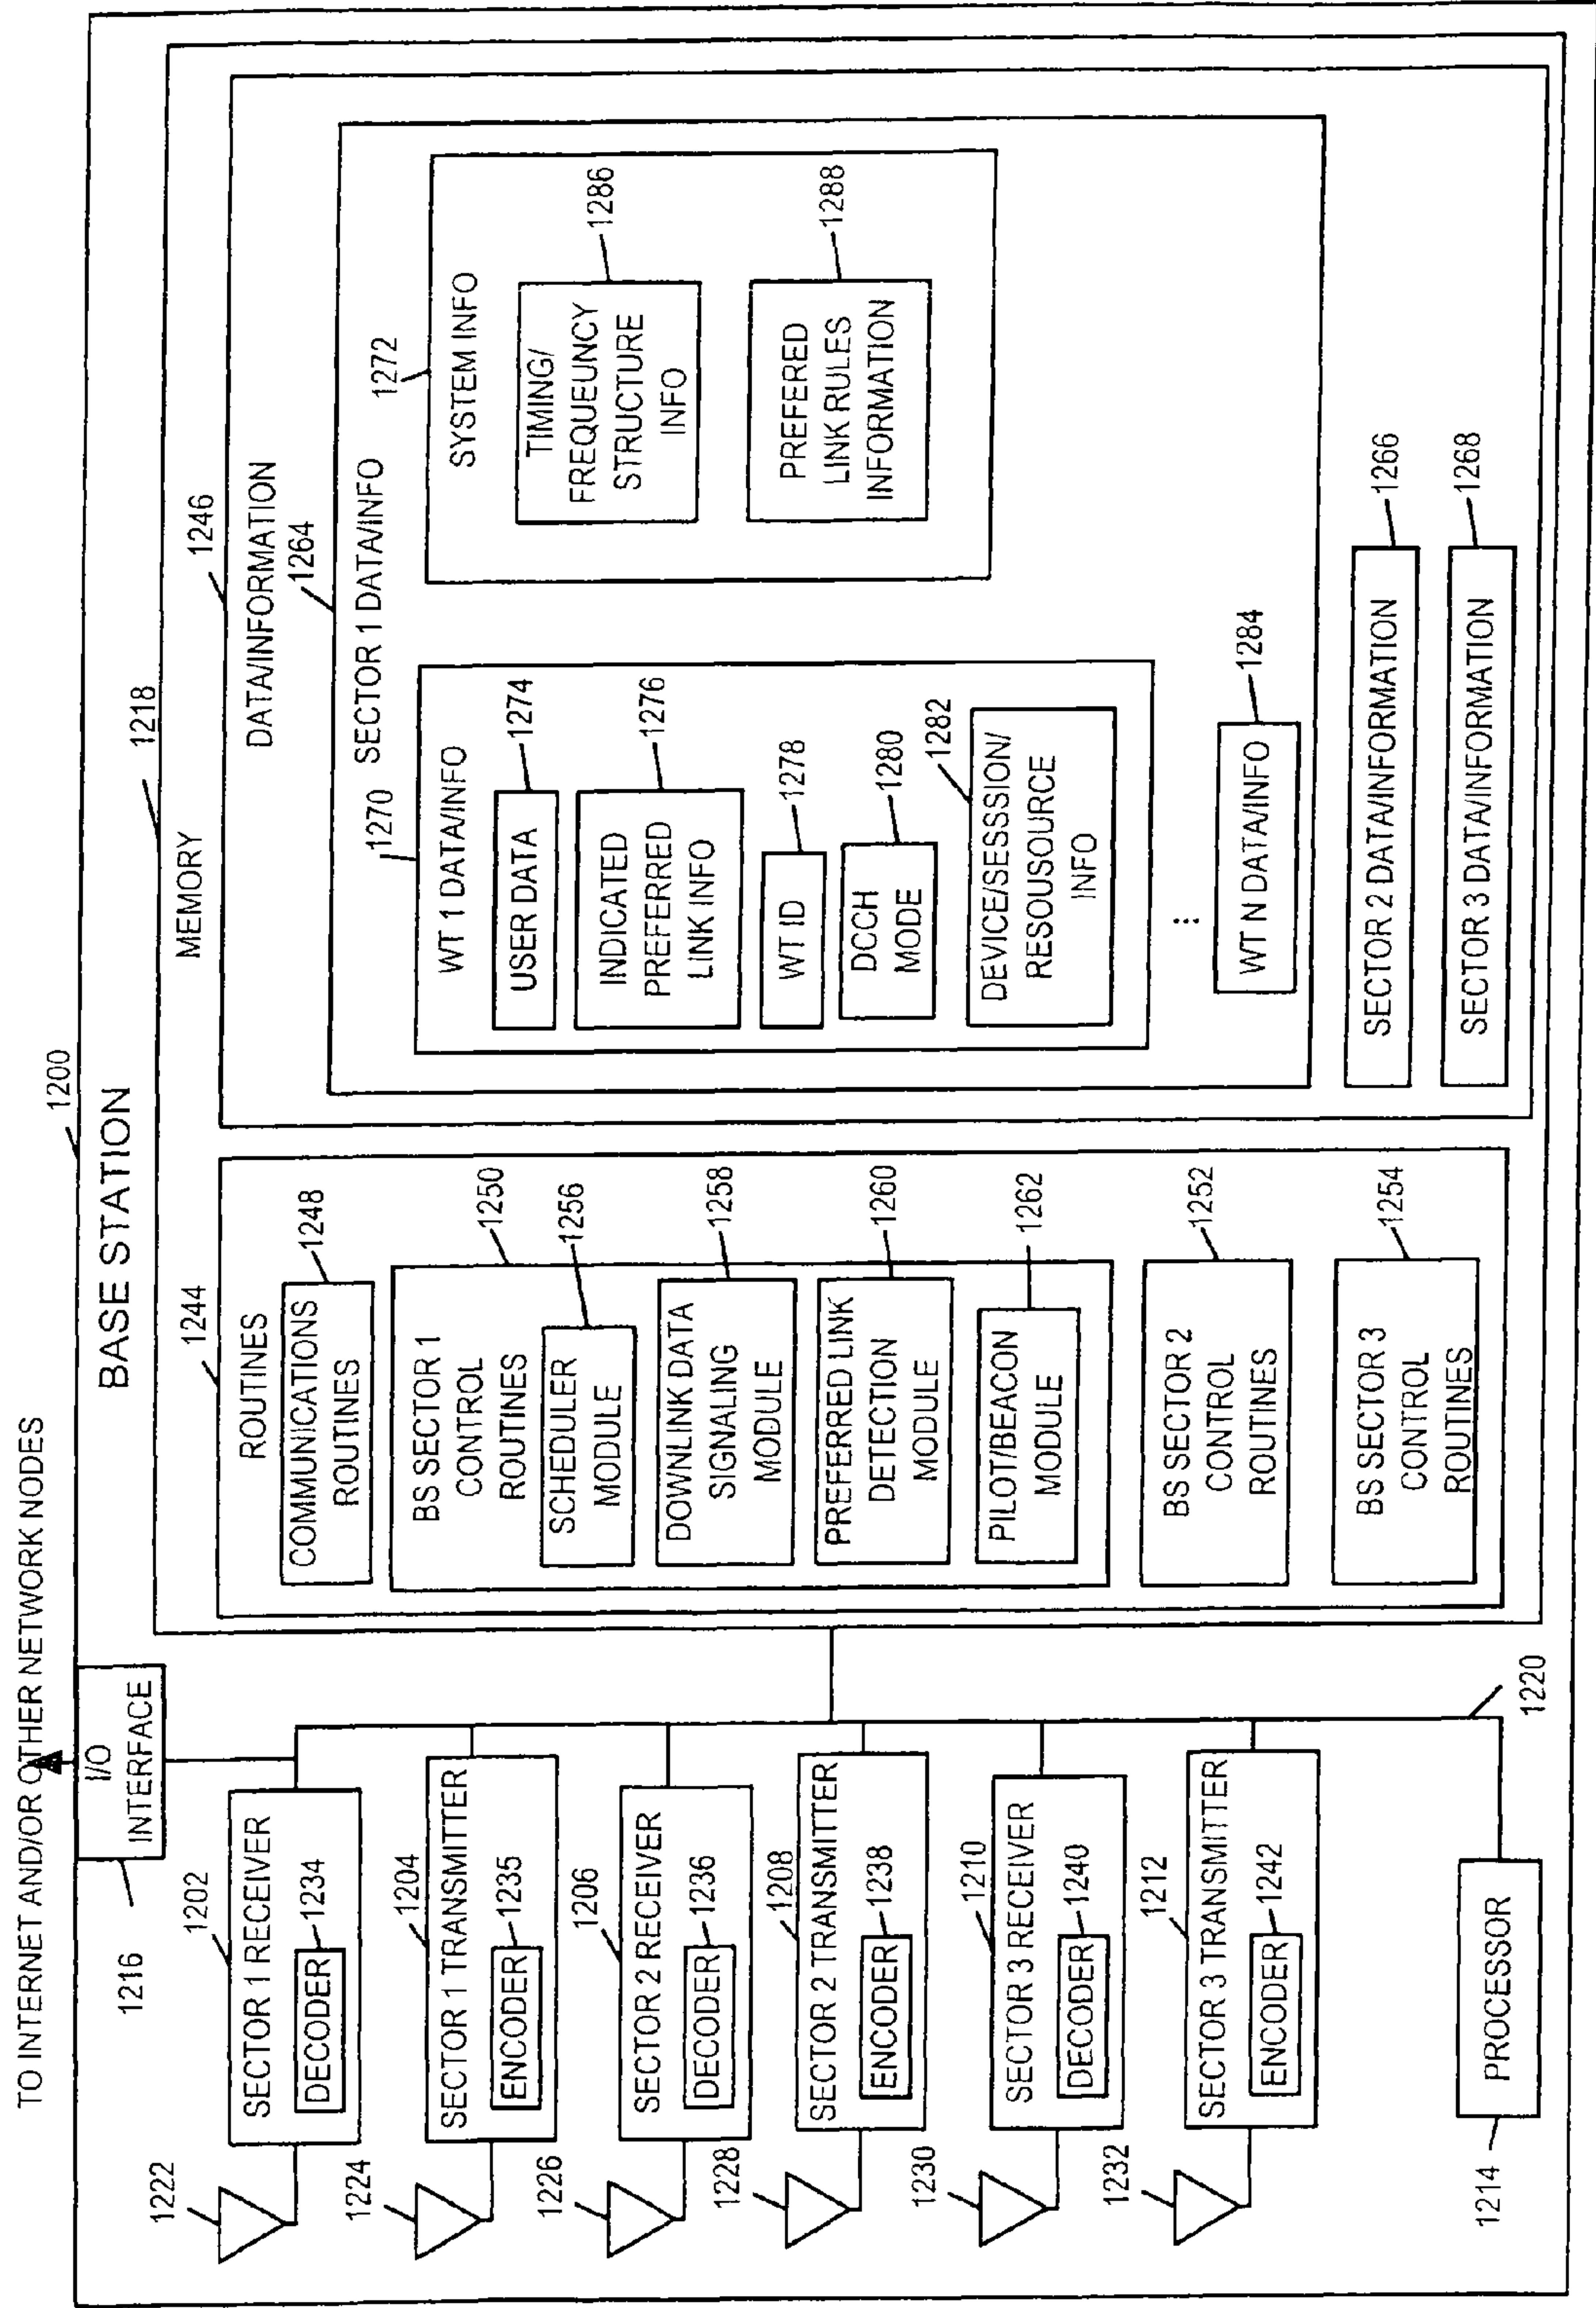 TO INTERNET AND/OR OTHER NETWORK NODES
1200
BASE STATION
I/O
INTERFACE
1216
1222
1202
SECTOR 1 RECEIVER
DECODER
1234
1224
1204
SECTOR 1 TRANSMITTER
ENCODER
1235
1226
1206
SECTOR 2 RECEIVER
DECODER
1236
1228
1208
SECTOR 2 TRANSMITTER
ENCODER
1238
1230
1210
SECTOR 3 RECEIVER
DECODER
1240
1232
1212
SECTOR 3 TRANSMITTER
ENCODER
1242
1214
PROCESSOR
1220
1218
MEMORY
1244
ROUTINES
COMMUNICATIONS
ROUTINES
1248
BS SECTOR 1
CONTROL
ROUTINES
1250
SCHEDULER
MODULE
1256
DOWNLINK DATA
SIGNALING
MODULE
1258
PREFERRED LINK
DETECTION
MODULE
1260
PILOT/BEACON
MODULE
1262
BS SECTOR 2
CONTROL
ROUTINES
1252
BS SECTOR 3
CONTROL
ROUTINES
1254
1246
DATA/INFORMATION
1264
SECTOR 1 DATA/INFO
1270
WT 1 DATA/INFO
USER DATA
1274
INDICATED
PREFERRED
LINK INFO
1276
WT ID
1278
DCCH
MODE
1280
1282
DEVICE/SESSSION/
RESOUSOURCE
INFO
⋮
WT N DATA/INFO
1284
1272
SYSTEM INFO
TIMING/
FREQEUNCY
STRUCTURE
INFO
1286
PREFERED
LINK RULES
INFORMATION
1288
SECTOR 2 DATA/INFORMATION
1266
SECTOR 3 DATA/INFORMATION
1268